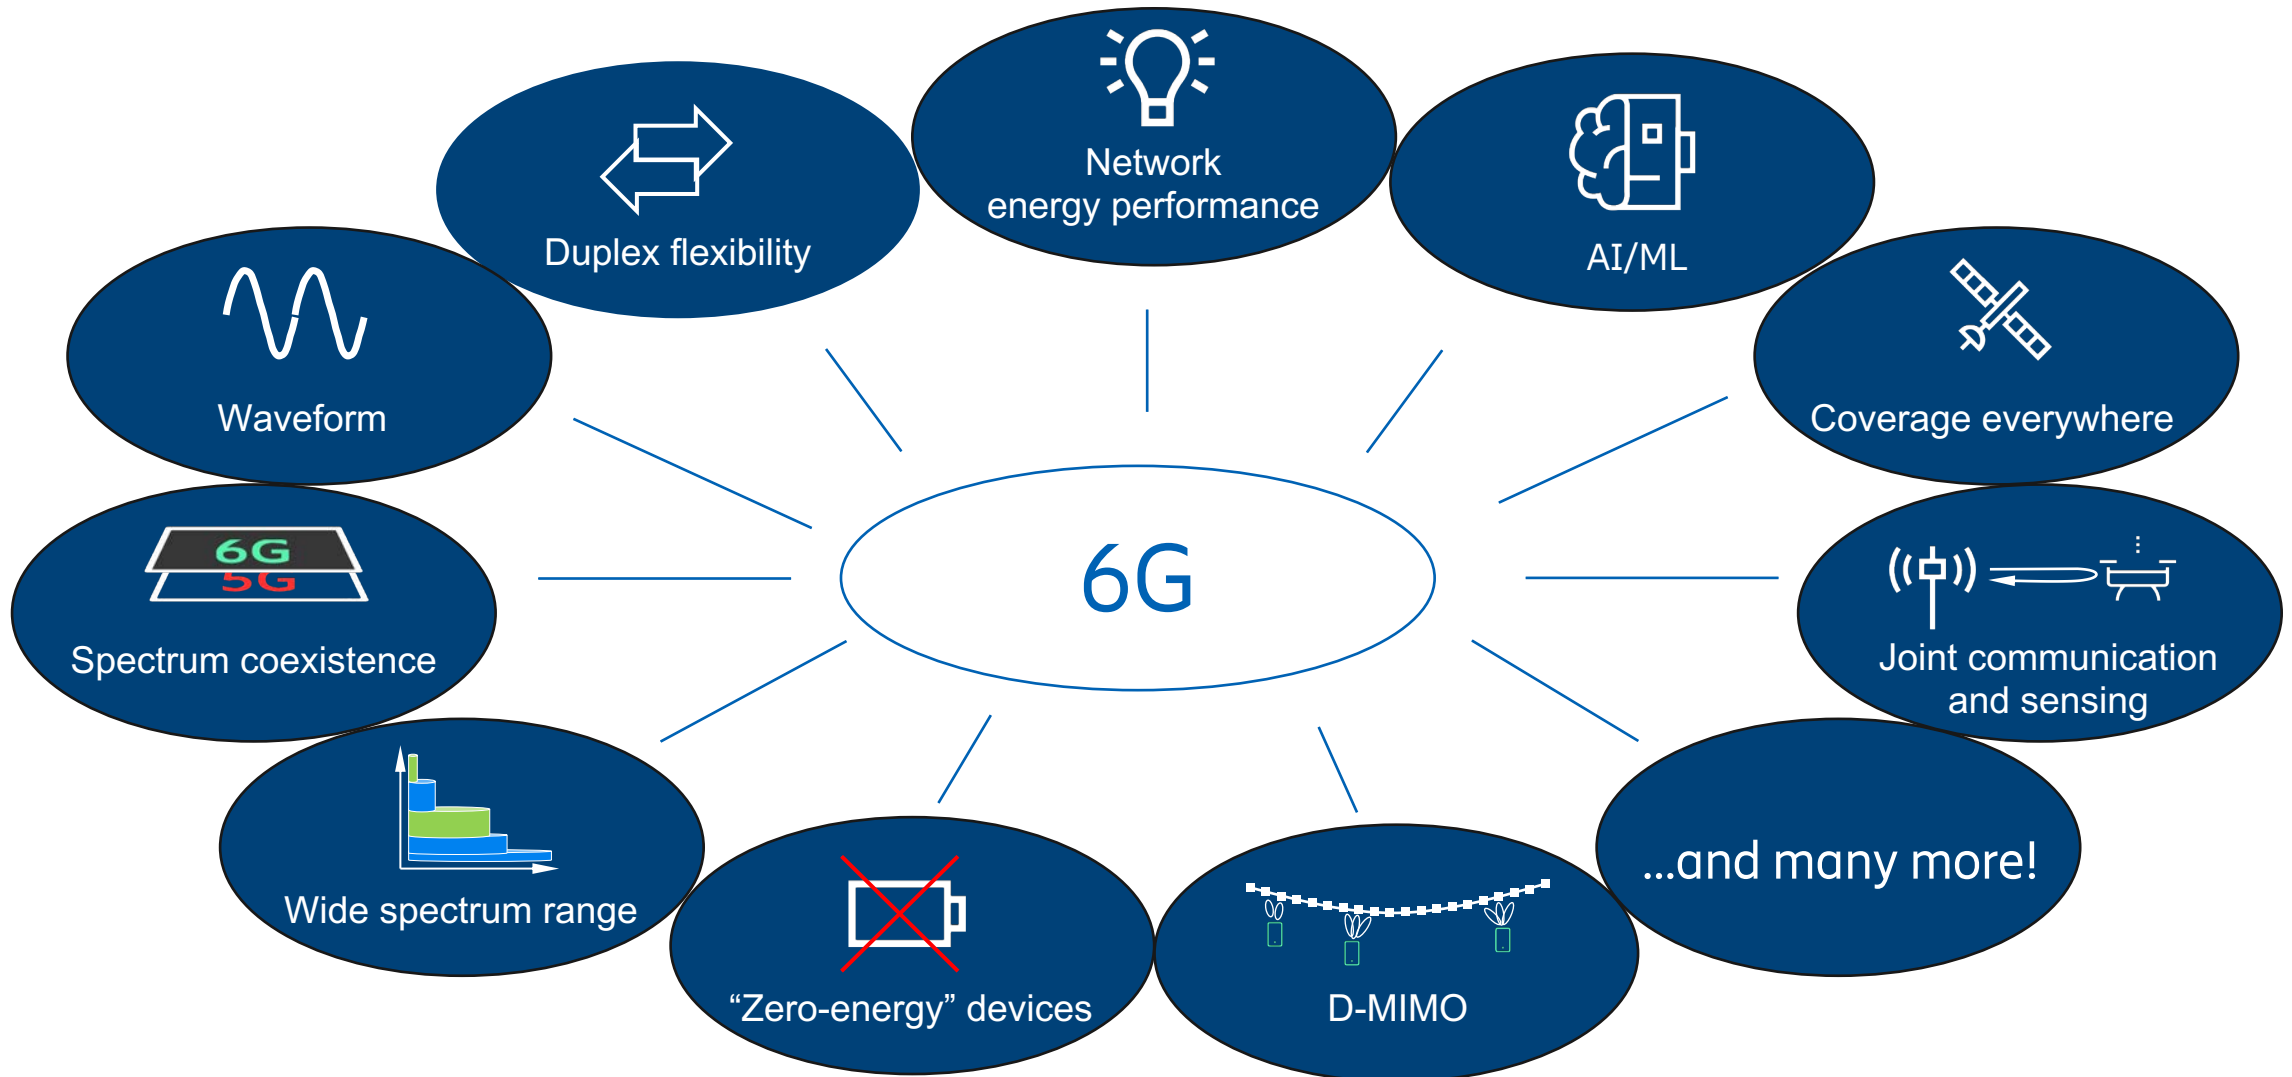 Network
energy performance
Duplex flexibility
AI/ML
Waveform
Coverage everywhere
6G
5G
Spectrum coexistence
6G
Joint communication
and sensing
Wide spectrum range
...and many more!
“Zero-energy” devices
D-MIMO